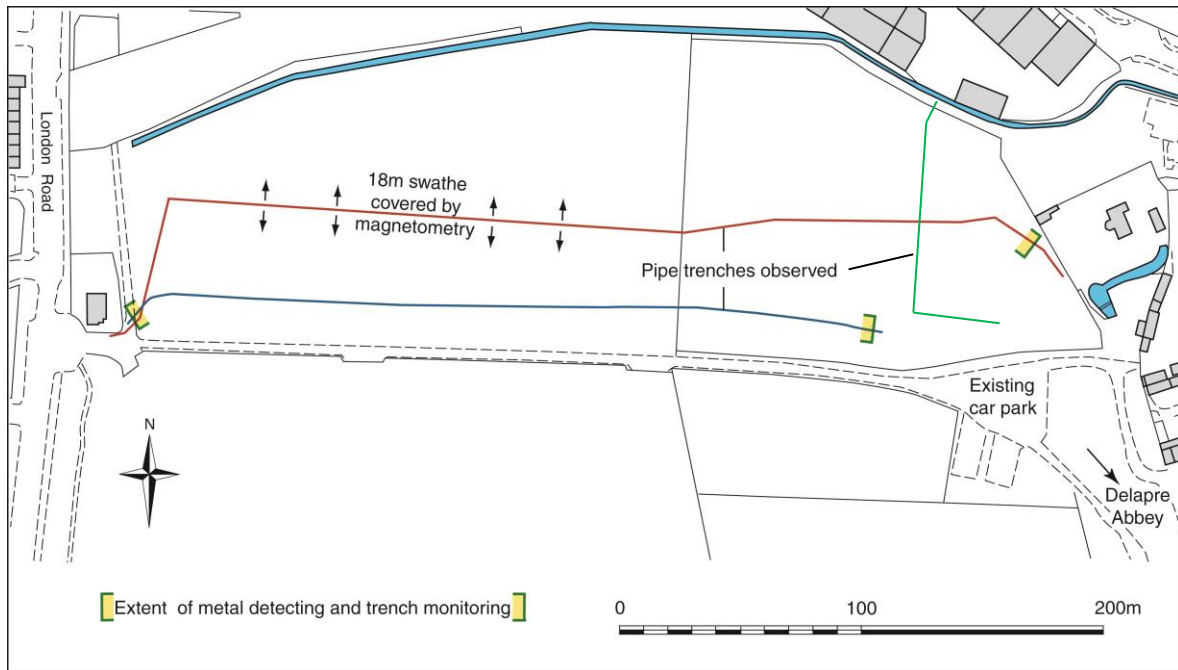 London Road
18m swathe
covered by
magnetometry
Pipe trenches observed
Existing
car park
N
Delapre
Abbey
Extent of metal detecting and trench monitoring
0 100 200m